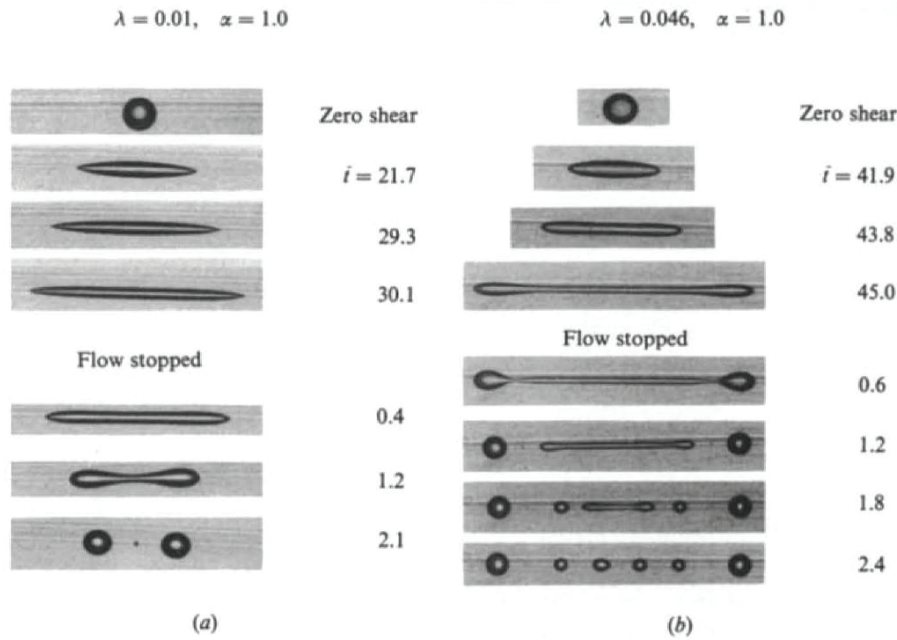 λ = 0.01, α = 1.0
Zero shear
t̄ = 21.7
29.3
30.1
Flow stopped
0.4
1.2
2.1
(a)
λ = 0.046, α = 1.0
Zero shear
t̄ = 41.9
43.8
45.0
Flow stopped
0.6
1.2
1.8
2.4
(b)